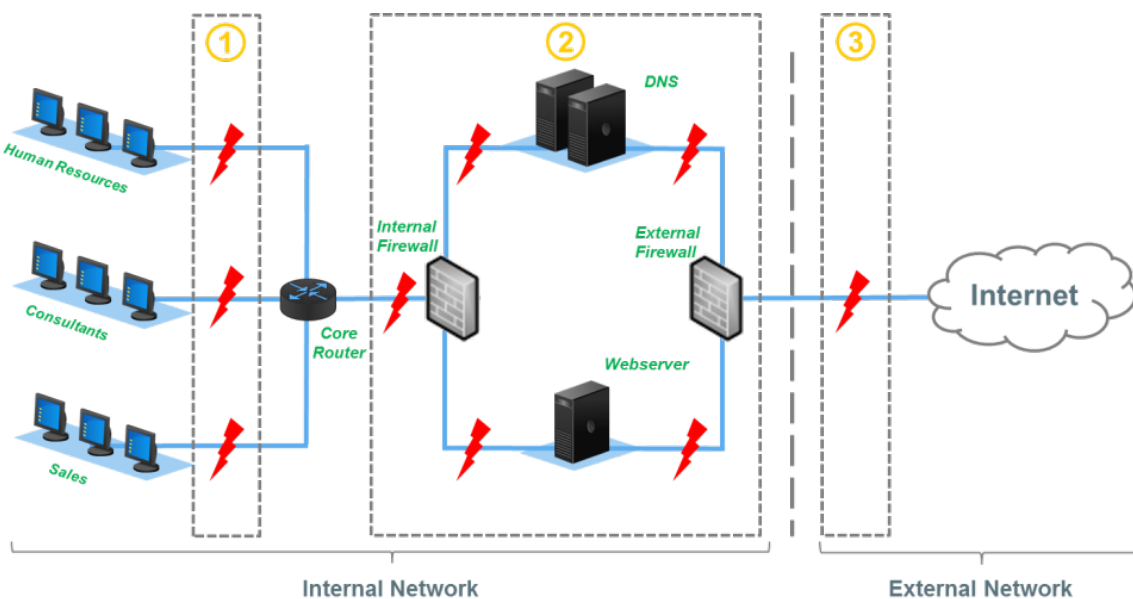 1
2
3
DNS
Human Resources
Internal
Firewall
External
Firewall
Consultants
Core
Router
Internet
Webserver
Sales
Internal Network
External Network